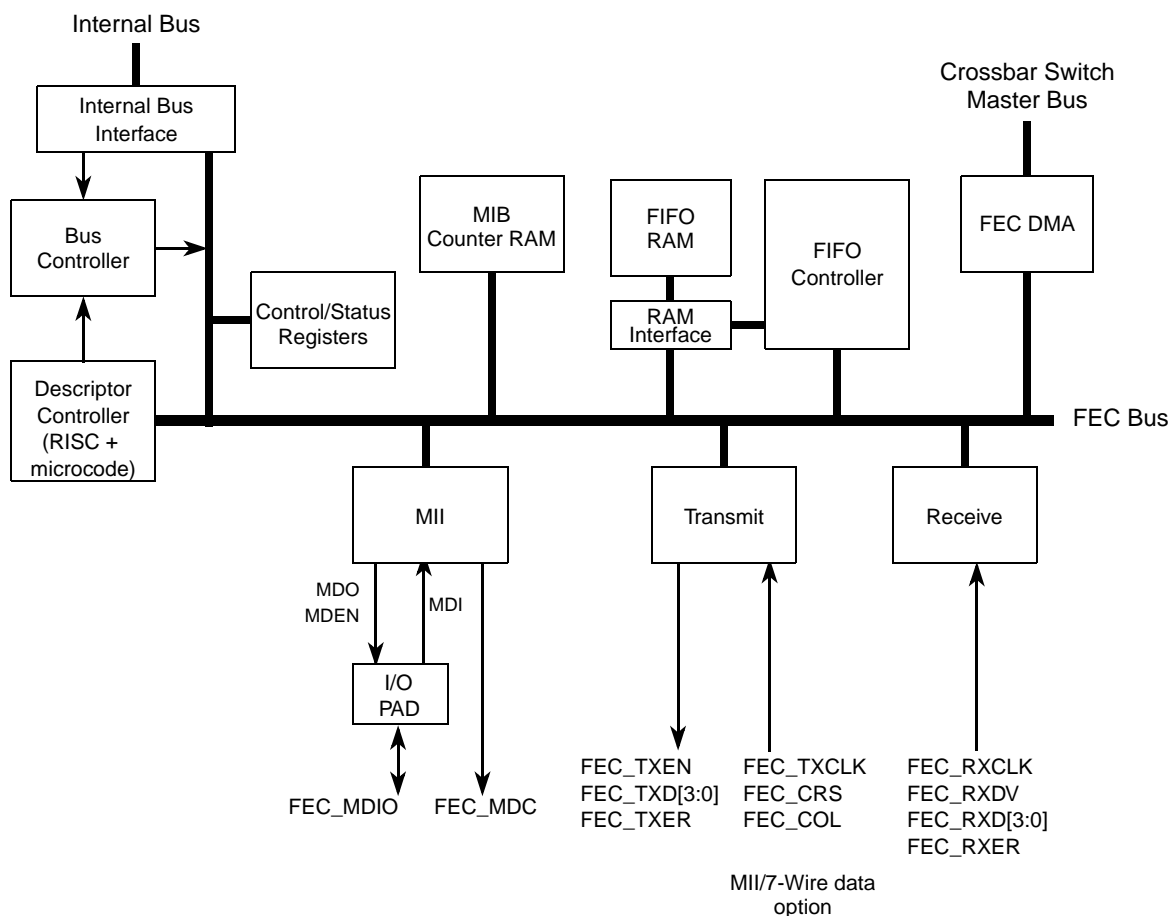 Internal Bus
Internal Bus
Interface
Crossbar Switch
Master Bus
Bus
Controller
MIB
Counter RAM
FIFO
RAM
FIFO
Controller
FEC DMA
Control/Status
Registers
RAM
Interface
Descriptor
Controller
(RISC +
microcode)
FEC Bus
MII
Transmit
Receive
MDO
MDEN
MDI
I/O
PAD
FEC_MDIO
FEC_MDC
FEC_TXEN
FEC_TXD[3:0]
FEC_TXER
FEC_TXCLK
FEC_CRS
FEC_COL
FEC_RXCLK
FEC_RXDV
FEC_RXD[3:0]
FEC_RXER
MII/7-Wire data
option